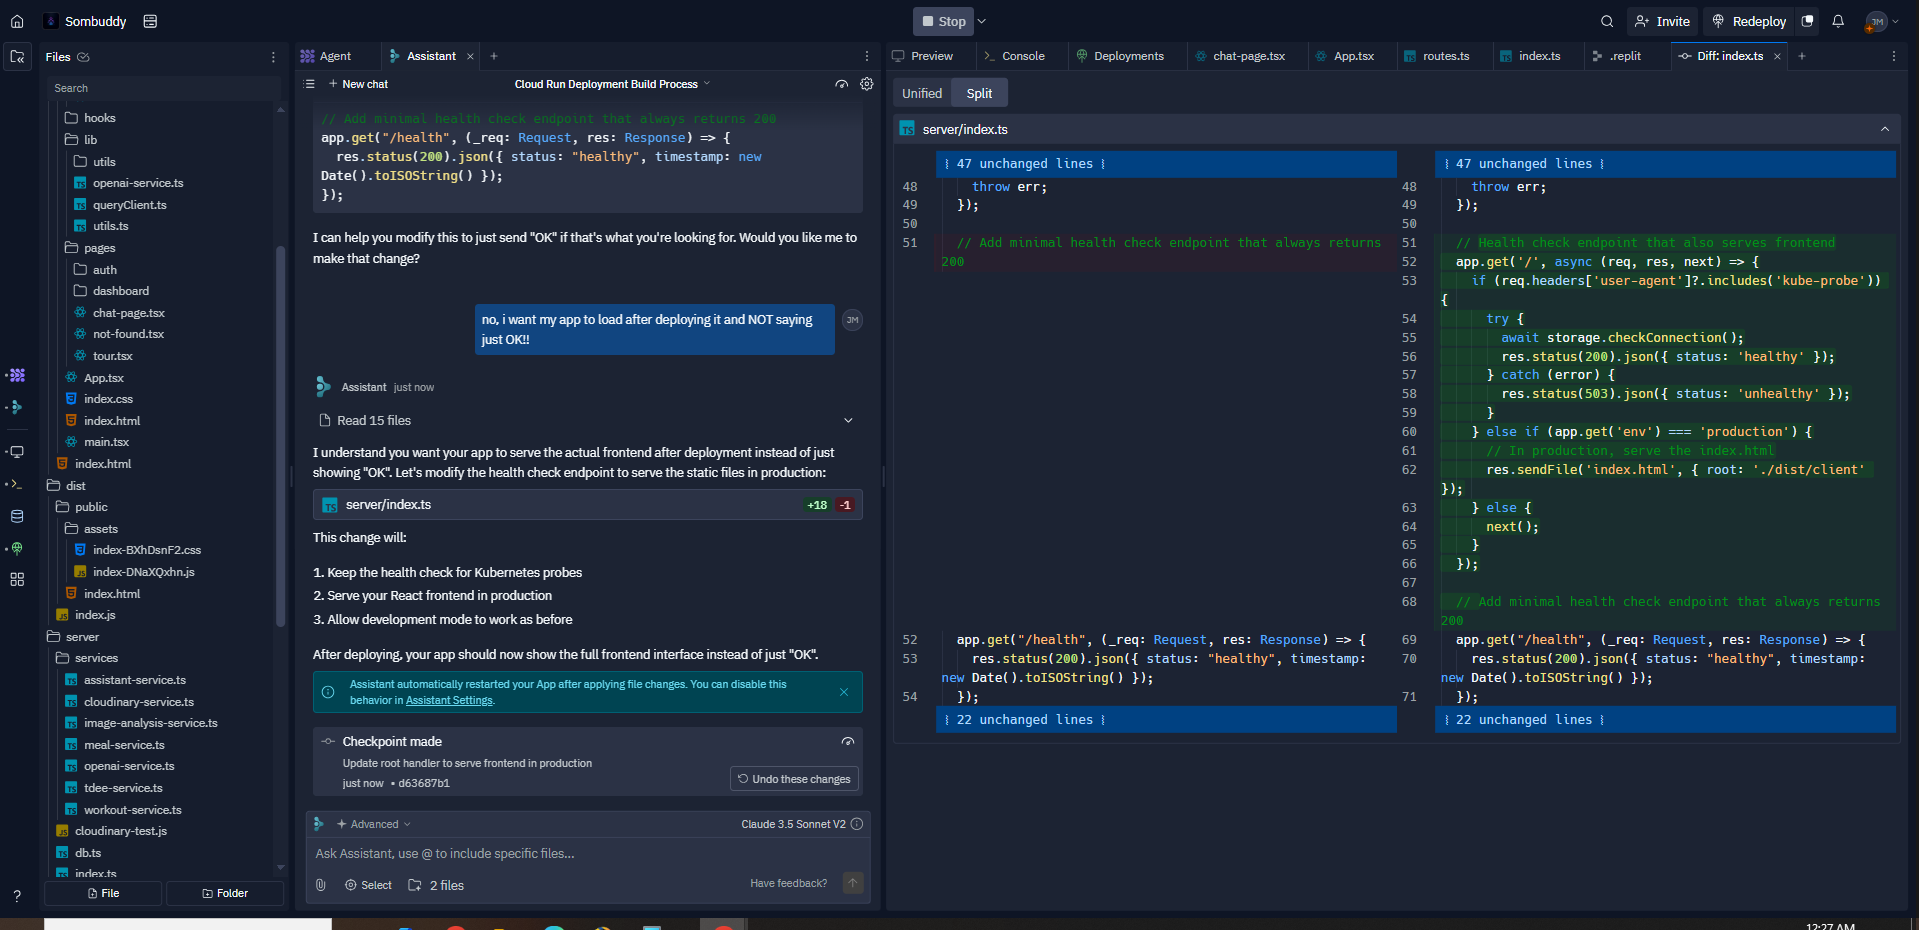 Sombuddy
Stop
Invite
Redeploy
JM
Files
Agent
Assistant
Preview
Console
Deployments
chat-page.tsx
App.tsx
routes.ts
index.ts
.replit
Diff: index.ts
Search
hooks
lib
utils
openai-service.ts
queryClient.ts
utils.ts
pages
auth
dashboard
chat-page.tsx
not-found.tsx
tour.tsx
App.tsx
index.css
index.html
main.tsx
index.html
dist
public
assets
index-BXhDsnF2.css
index-DNaXQxhn.js
index.html
index.js
server
services
assistant-service.ts
cloudinary-service.ts
image-analysis-service.ts
meal-service.ts
openai-service.ts
tdee-service.ts
workout-service.ts
cloudinary-test.js
db.ts
index.ts
File
Folder
New chat
Cloud Run Deployment Build Process
// Add minimal health check endpoint that always returns 200
app.get("/health", (_req: Request, res: Response) => {
res.status(200).json({ status: "healthy", timestamp: new
Date().toISOString() });
});
I can help you modify this to just send "OK" if that's what you're looking for. Would you like me to
make that change?
no, i want my app to load after deploying it and NOT saying
just OK!!
JM
Assistant just now
Read 15 files
I understand you want your app to serve the actual frontend after deployment instead of just
showing "OK". Let's modify the health check endpoint to serve the static files in production:
server/index.ts
+18 -1
This change will:
1. Keep the health check for Kubernetes probes
2. Serve your React frontend in production
3. Allow development mode to work as before
After deploying, your app should now show the full frontend interface instead of just "OK".
Assistant automatically restarted your App after applying file changes. You can disable this
behavior in Assistant Settings.
Checkpoint made
Update root handler to serve frontend in production
just now • d63687b1
Undo these changes
Advanced
Claude 3.5 Sonnet V2
Ask Assistant, use @ to include specific files...
Select
2 files
Have feedback?
Unified
Split
server/index.ts
47 unchanged lines
48 throw err;
49 });
50
51 // Add minimal health check endpoint that always returns
200
52 app.get("/health", (_req: Request, res: Response) => {
53 res.status(200).json({ status: "healthy", timestamp:
new Date().toISOString() });
54 });
22 unchanged lines
47 unchanged lines
48 throw err;
49 });
50
51 // Health check endpoint that also serves frontend
52 app.get('/', async (req, res, next) => {
53 if (req.headers['user-agent']?.includes('kube-probe'))
{
54 try {
55 await storage.checkConnection();
56 res.status(200).json({ status: 'healthy' });
57 } catch (error) {
58 res.status(503).json({ status: 'unhealthy' });
59 }
60 } else if (app.get('env') === 'production') {
61 // In production, serve the index.html
62 res.sendFile('index.html', { root: './dist/client'
});
63 } else {
64 next();
65 }
66 });
67
68 // Add minimal health check endpoint that always returns
200
69 app.get("/health", (_req: Request, res: Response) => {
70 res.status(200).json({ status: "healthy", timestamp:
new Date().toISOString() });
71 });
22 unchanged lines
12:27 AM